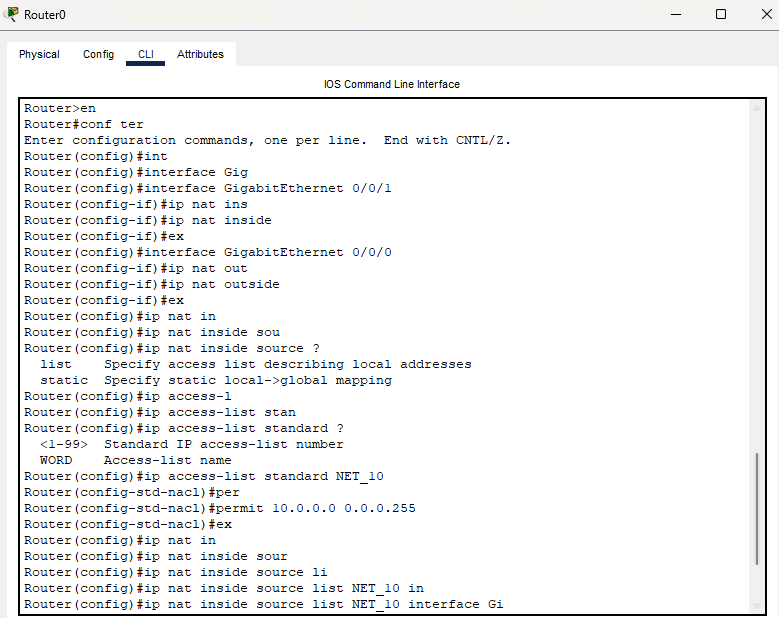 Router0
Physical Config CLI Attributes
IOS Command Line Interface
Router>en
Router#conf ter
Enter configuration commands, one per line.  End with CNTL/Z.
Router(config)#int
Router(config)#interface Gig
Router(config)#interface GigabitEthernet 0/0/1
Router(config-if)#ip nat ins
Router(config-if)#ip nat inside
Router(config-if)#ex
Router(config)#interface GigabitEthernet 0/0/0
Router(config-if)#ip nat out
Router(config-if)#ip nat outside
Router(config-if)#ex
Router(config)#ip nat in
Router(config)#ip nat inside sou
Router(config)#ip nat inside source ?
  list    Specify access list describing local addresses
  static  Specify static local->global mapping
Router(config)#ip access-l
Router(config)#ip access-list stan
Router(config)#ip access-list standard ?
  <1-99>  Standard IP access-list number
  WORD    Access-list name
Router(config)#ip access-list standard NET_10
Router(config-std-nacl)#per
Router(config-std-nacl)#permit 10.0.0.0 0.0.0.255
Router(config-std-nacl)#ex
Router(config)#ip nat in
Router(config)#ip nat inside sour
Router(config)#ip nat inside source li
Router(config)#ip nat inside source list NET_10 in
Router(config)#ip nat inside source list NET_10 interface Gi